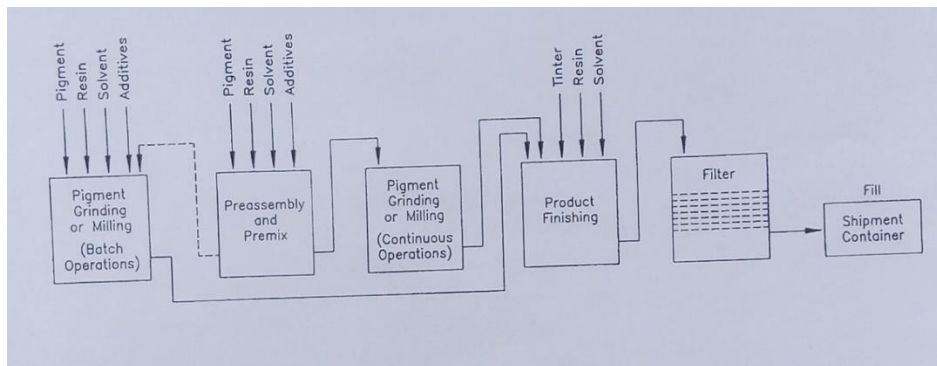 Pigment
Resin
Solvent
Additives
Pigment
Resin
Solvent
Additives
Tinter
Resin
Solvent
Pigment
Grinding
or Milling
(Batch
Operations)
Preassembly
and
Premix
Pigment
Grinding
or Milling
(Continuous
Operations)
Product
Finishing
Filter
Fill
Shipment
Container